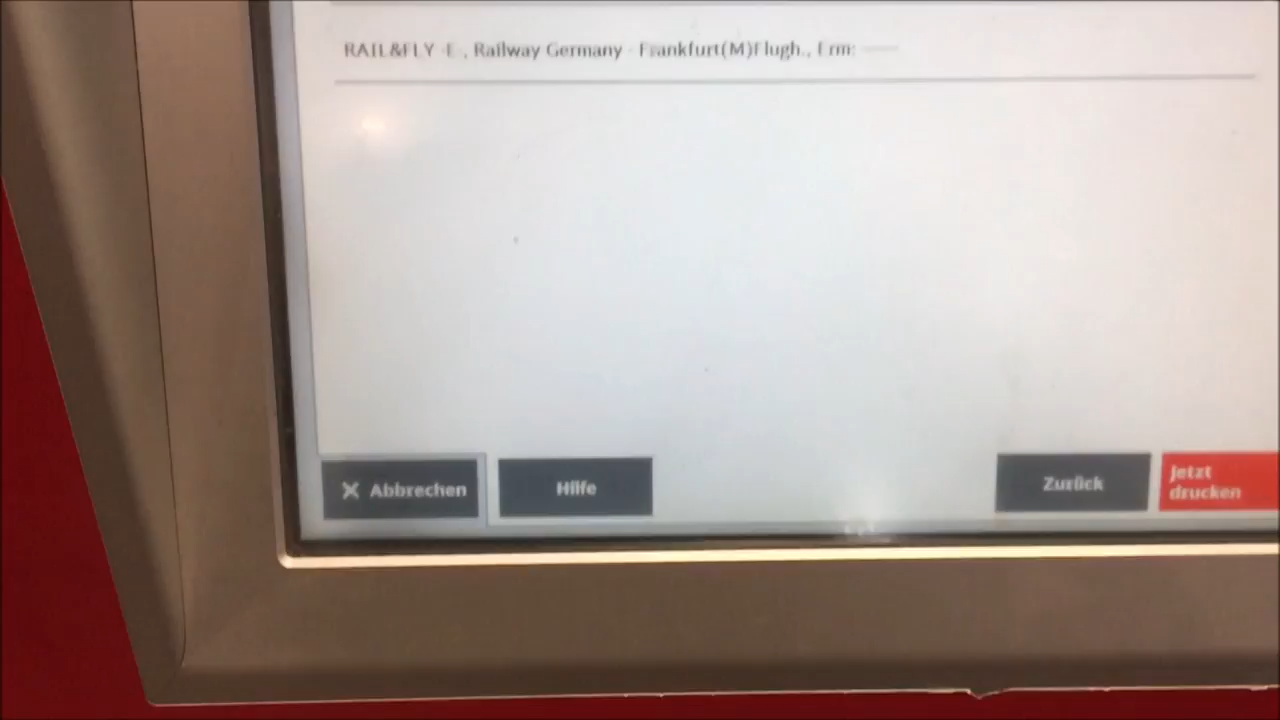 RAIL&FLY -E-, Railway Germany - Frankfurt(M)Flugh., Erm: -----
Abbrechen
Hilfe
Zurück
Jetzt
drucken